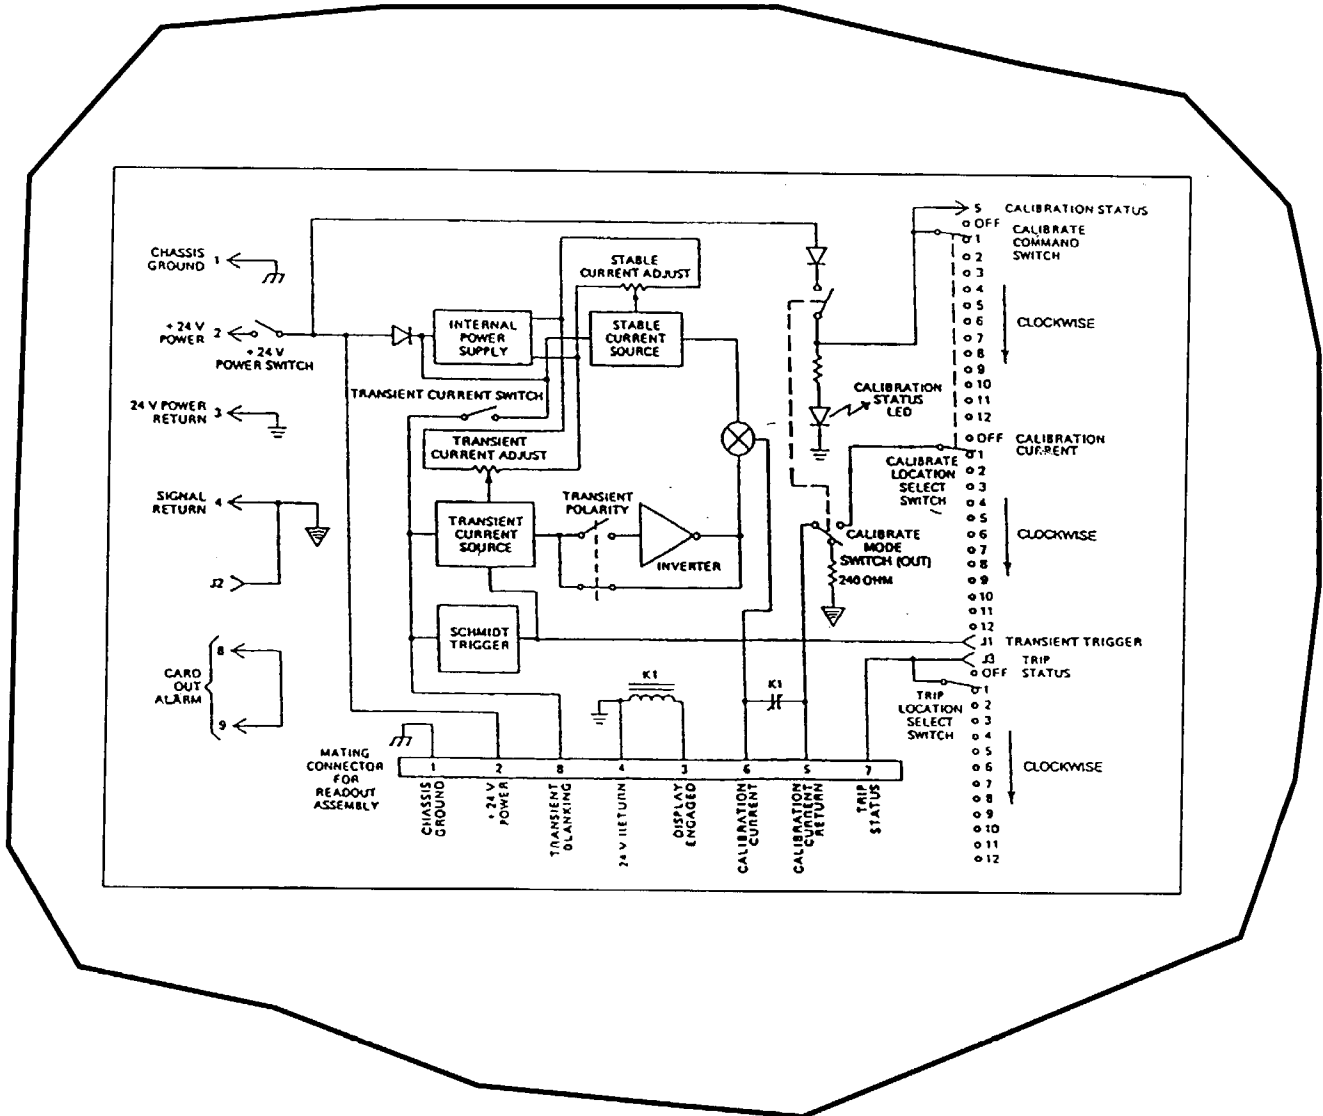 CHASSIS
GROUND 1
+ 24 V
POWER 2
+ 24 V
POWER SWITCH
24 V POWER
RETURN 3
SIGNAL
RETURN 4
J2
CARD
OUT
ALARM
8
9
INTERNAL
POWER
SUPPLY
STABLE
CURRENT ADJUST
STABLE
CURRENT
SOURCE
TRANSIENT CURRENT SWITCH
TRANSIENT
CURRENT ADJUST
TRANSIENT
CURRENT
SOURCE
TRANSIENT
POLARITY
INVERTER
SCHMIDT
TRIGGER
K1
K1
CALIBRATION
STATUS
LED
CALIBRATE
LOCATION
SELECT
SWITCH
CALIBRATE
MODE
SWITCH (OUT)
240 OHM
5 CALIBRATION STATUS
OFF CALIBRATE
COMMAND
SWITCH
1
2
3
4
5
6
7
8
9
10
11
12
CLOCKWISE
OFF CALIBRATION
CURRENT
1
2
3
4
5
6
7
8
9
10
11
12
CLOCKWISE
J1 TRANSIENT TRIGGER
J3 TRIP
STATUS
OFF
TRIP
LOCATION
SELECT
SWITCH
1
2
3
4
5
6
7
8
9
10
11
12
CLOCKWISE
MATING
CONNECTOR
FOR
READOUT
ASSEMBLY
1 2 8 4 3 6 5 7
CHASSIS
GROUND
+ 24 V
POWER
TRANSIENT
BLANKING
24 V RETURN
DISPLAY
ENGAGED
CALIBRATION
CURRENT
CALIBRATION
CURRENT
RETURN
TRIP
STATUS